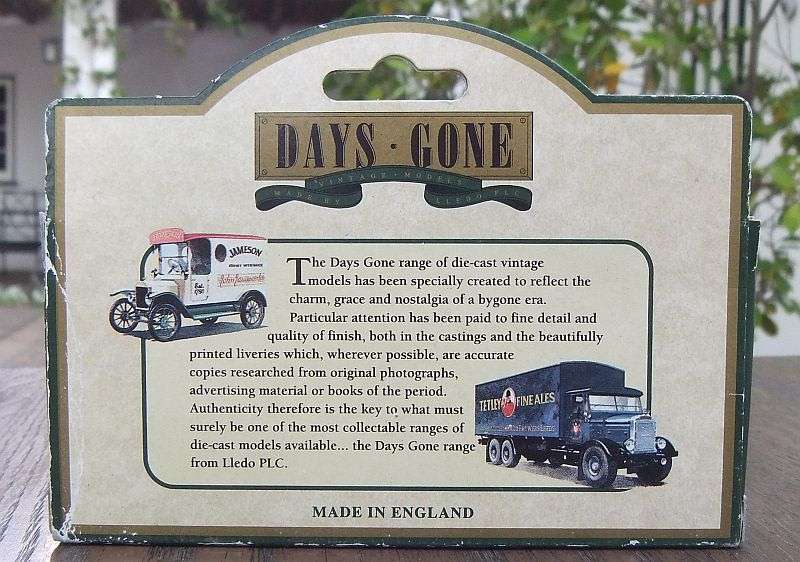 DAYS · GONE
VINTAGE · MODELS
MADE BY LLEDO PLC
JAMESON
Est. 1780
The Days Gone range of die-cast vintage
models has been specially created to reflect the
charm, grace and nostalgia of a bygone era.
Particular attention has been paid to fine detail and
quality of finish, both in the castings and the beautifully
printed liveries which, wherever possible, are accurate
copies researched from original photographs,
advertising material or books of the period.
Authenticity therefore is the key to what must
surely be one of the most collectable ranges of
die-cast models available... the Days Gone range
from Lledo PLC.
TETLEY FINE ALES
MADE IN ENGLAND